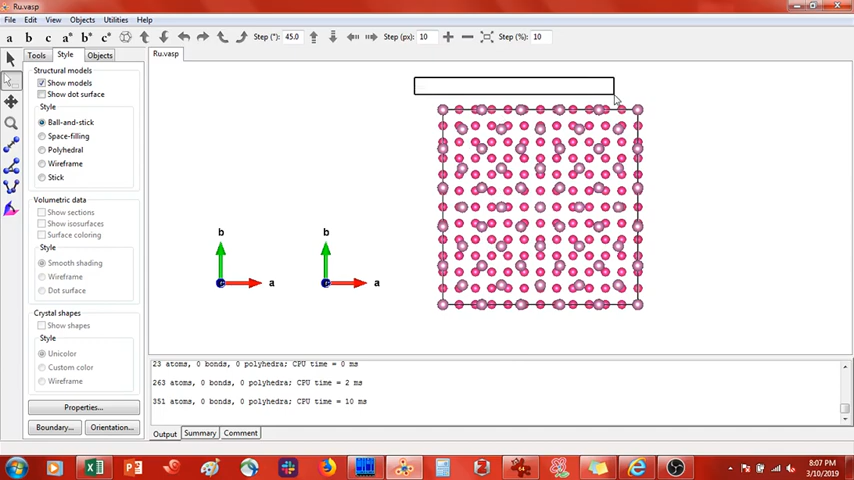 Ru.vasp
File Edit View Objects Utilities Help
a b c a* b* c* Step (°): 45.0 Step (px): 10 Step (%): 10
Tools Style Objects Ru.vasp
Structural models
Show models
Show dot surface
Style
Ball-and-stick
Space-filling
Polyhedral
Wireframe
Stick
Volumetric data
Show sections
Show isosurfaces
Surface coloring
Style
Smooth shading
Wireframe
Dot surface
Crystal shapes
Show shapes
Style
Unicolor
Custom color
Wireframe
Properties...
Boundary... Orientation...
b b
a a
23 atoms, 0 bonds, 0 polyhedra; CPU time = 0 ms
263 atoms, 0 bonds, 0 polyhedra; CPU time = 2 ms
351 atoms, 0 bonds, 0 polyhedra; CPU time = 10 ms
Output Summary Comment
8:07 PM
3/10/2019